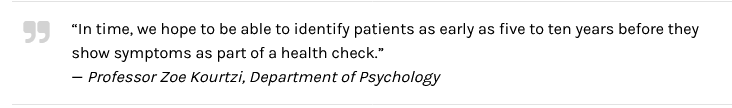 “In time, we hope to be able to identify patients as early as five to ten years before they
show symptoms as part of a health check.”
— Professor Zoe Kourtzi, Department of Psychology